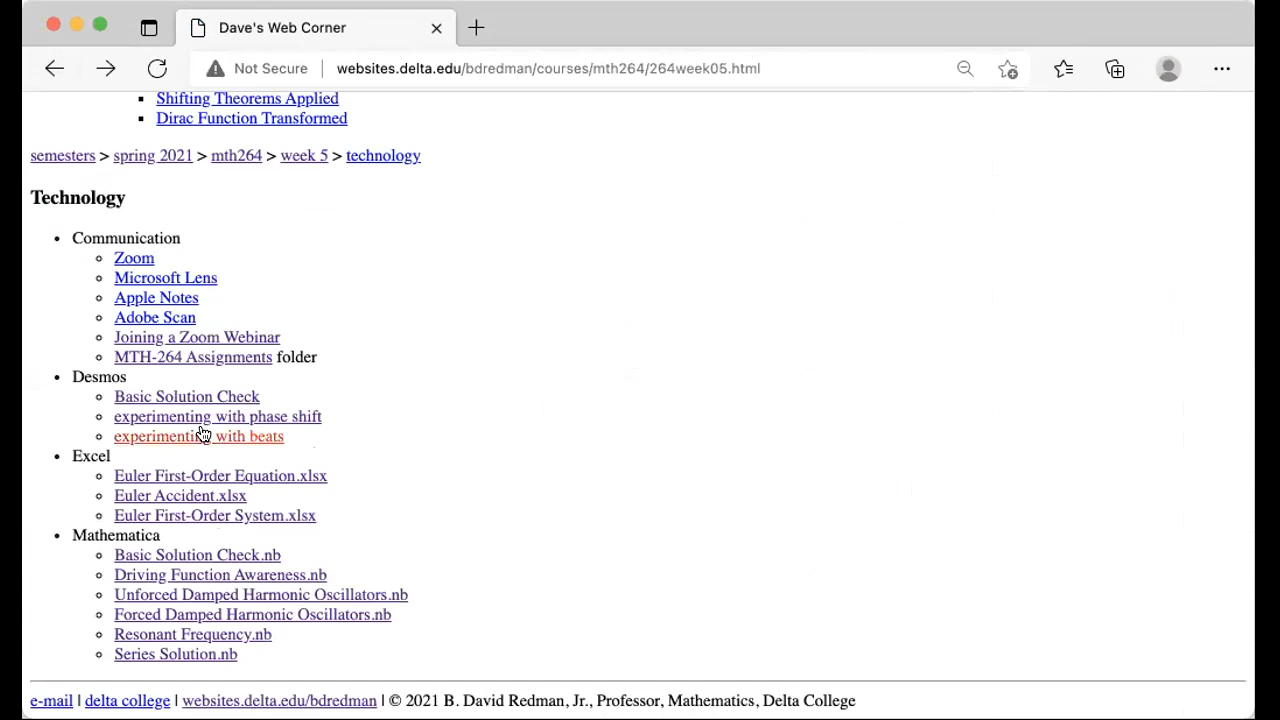 Dave's Web Corner
Not Secure websites.delta.edu/bdredman/courses/mth264/264week05.html
Shifting Theorems Applied
Dirac Function Transformed
semesters > spring 2021 > mth264 > week 5 > technology
Technology
Communication
Zoom
Microsoft Lens
Apple Notes
Adobe Scan
Joining a Zoom Webinar
MTH-264 Assignments folder
Desmos
Basic Solution Check
experimenting with phase shift
experimenting with beats
Excel
Euler First-Order Equation.xlsx
Euler Accident.xlsx
Euler First-Order System.xlsx
Mathematica
Basic Solution Check.nb
Driving Function Awareness.nb
Unforced Damped Harmonic Oscillators.nb
Forced Damped Harmonic Oscillators.nb
Resonant Frequency.nb
Series Solution.nb
e-mail | delta college | websites.delta.edu/bdredman | © 2021 B. David Redman, Jr., Professor, Mathematics, Delta College